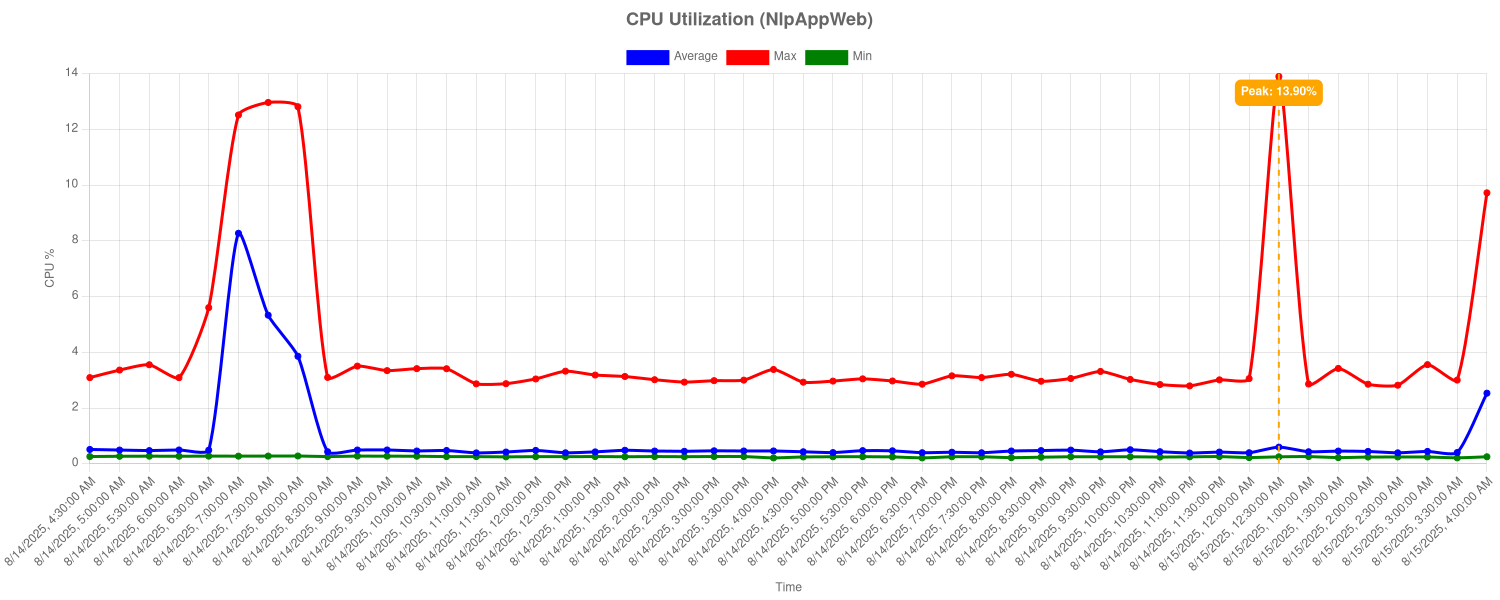 CPU Utilization (NlpAppWeb)
Average Max Min
14
Peak: 13.90%
12
10
8
CPU %
6
4
2
0
8/14/2025, 4:30:00 AM
8/14/2025, 5:00:00 AM
8/14/2025, 5:30:00 AM
8/14/2025, 6:00:00 AM
8/14/2025, 6:30:00 AM
8/14/2025, 7:00:00 AM
8/14/2025, 7:30:00 AM
8/14/2025, 8:00:00 AM
8/14/2025, 8:30:00 AM
8/14/2025, 9:00:00 AM
8/14/2025, 9:30:00 AM
8/14/2025, 10:00:00 AM
8/14/2025, 10:30:00 AM
8/14/2025, 11:00:00 AM
8/14/2025, 11:30:00 AM
8/14/2025, 12:00:00 PM
8/14/2025, 12:30:00 PM
8/14/2025, 1:00:00 PM
8/14/2025, 1:30:00 PM
8/14/2025, 2:00:00 PM
8/14/2025, 2:30:00 PM
8/14/2025, 3:00:00 PM
8/14/2025, 3:30:00 PM
8/14/2025, 4:00:00 PM
8/14/2025, 4:30:00 PM
8/14/2025, 5:00:00 PM
8/14/2025, 5:30:00 PM
8/14/2025, 6:00:00 PM
8/14/2025, 6:30:00 PM
8/14/2025, 7:00:00 PM
8/14/2025, 7:30:00 PM
8/14/2025, 8:00:00 PM
8/14/2025, 8:30:00 PM
8/14/2025, 9:00:00 PM
8/14/2025, 9:30:00 PM
8/14/2025, 10:00:00 PM
8/14/2025, 10:30:00 PM
8/14/2025, 11:00:00 PM
8/14/2025, 11:30:00 PM
8/15/2025, 12:00:00 AM
8/15/2025, 12:30:00 AM
8/15/2025, 1:00:00 AM
8/15/2025, 1:30:00 AM
8/15/2025, 2:00:00 AM
8/15/2025, 2:30:00 AM
8/15/2025, 3:00:00 AM
8/15/2025, 3:30:00 AM
8/15/2025, 4:00:00 AM
Time